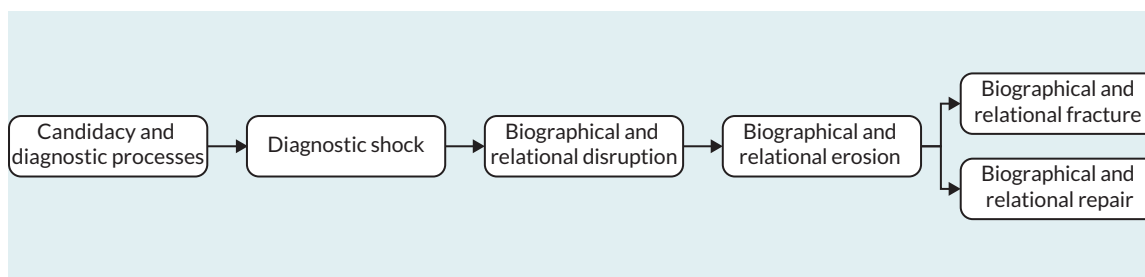 Candidacy and
diagnostic processes
Diagnostic shock
Biographical and
relational disruption
Biographical and
relational erosion
Biographical and
relational fracture
Biographical and
relational repair